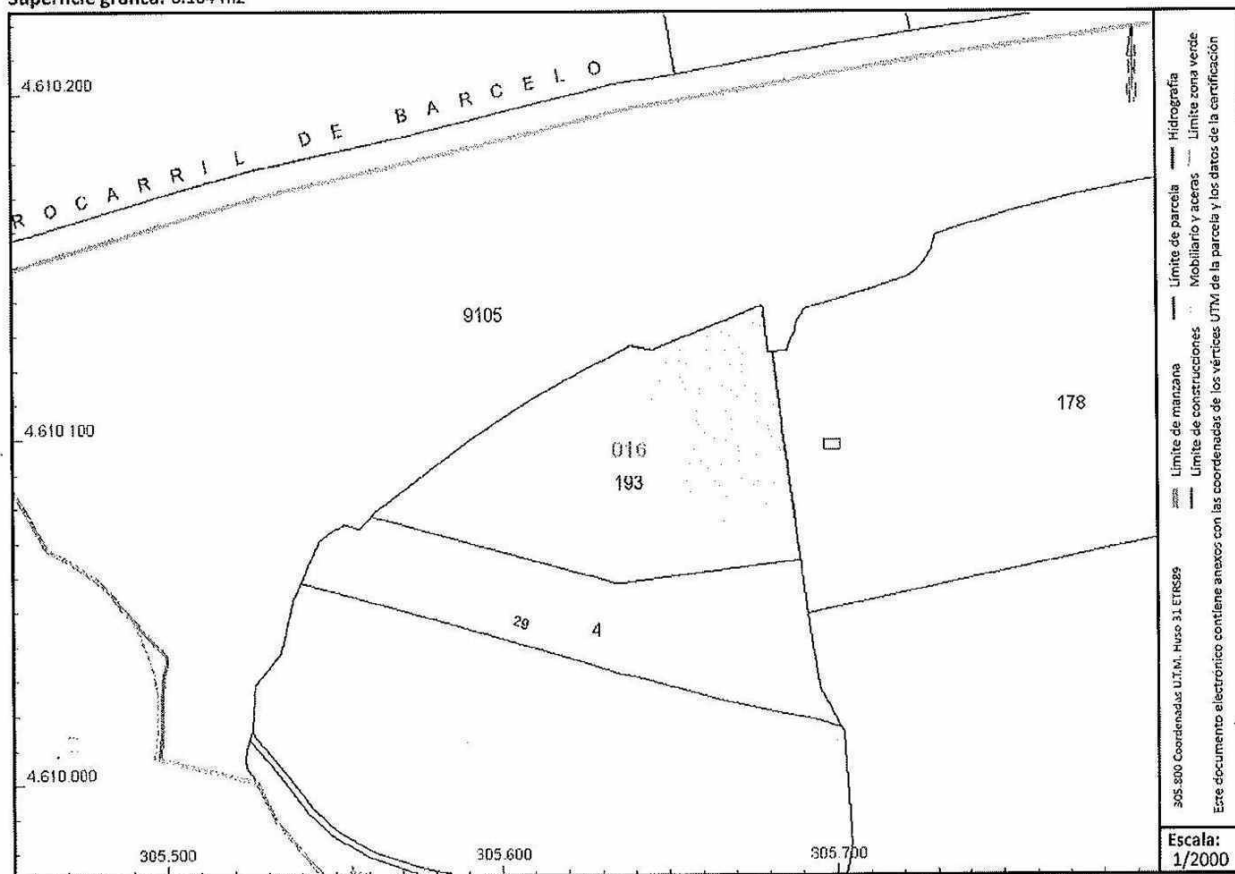 Superficie gráfica:
4.610.200
ROCARRIL DE BARCELO
9105
4.610.100
016
193
178
29
4
4.610.000
305.500
305.600
305.700
Límite de manzana
Límite de parcela
Hidrografía
Límite de construcciones
Mobiliario y aceras
Límite zona verde
305.800 Coordenadas U.T.M. Huso 31 ETRS89
Este documento electrónico contiene anexos con las coordenadas de los vértices UTM de la parcela y los datos de la certificación
Escala:
1/2000